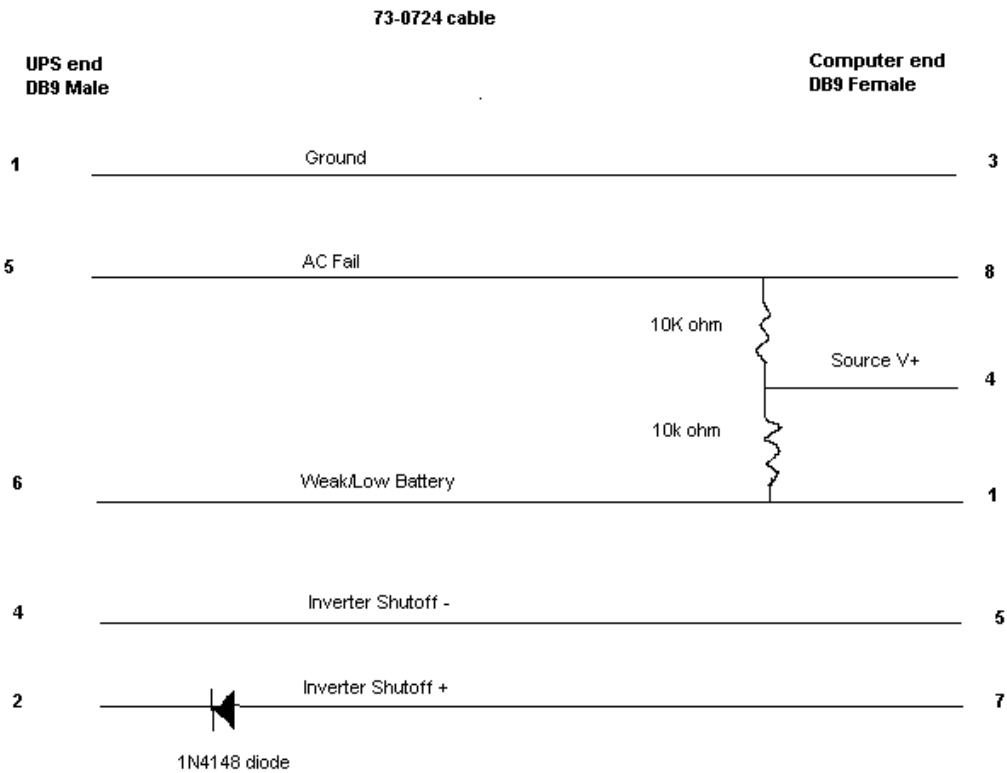 73-0724 cable
UPS end
DB9 Male
Computer end
DB9 Female
1
Ground
3
5
AC Fail
8
10K ohm
Source V+
4
10k ohm
6
Weak/Low Battery
1
4
Inverter Shutoff -
5
2
Inverter Shutoff +
7
1N4148 diode